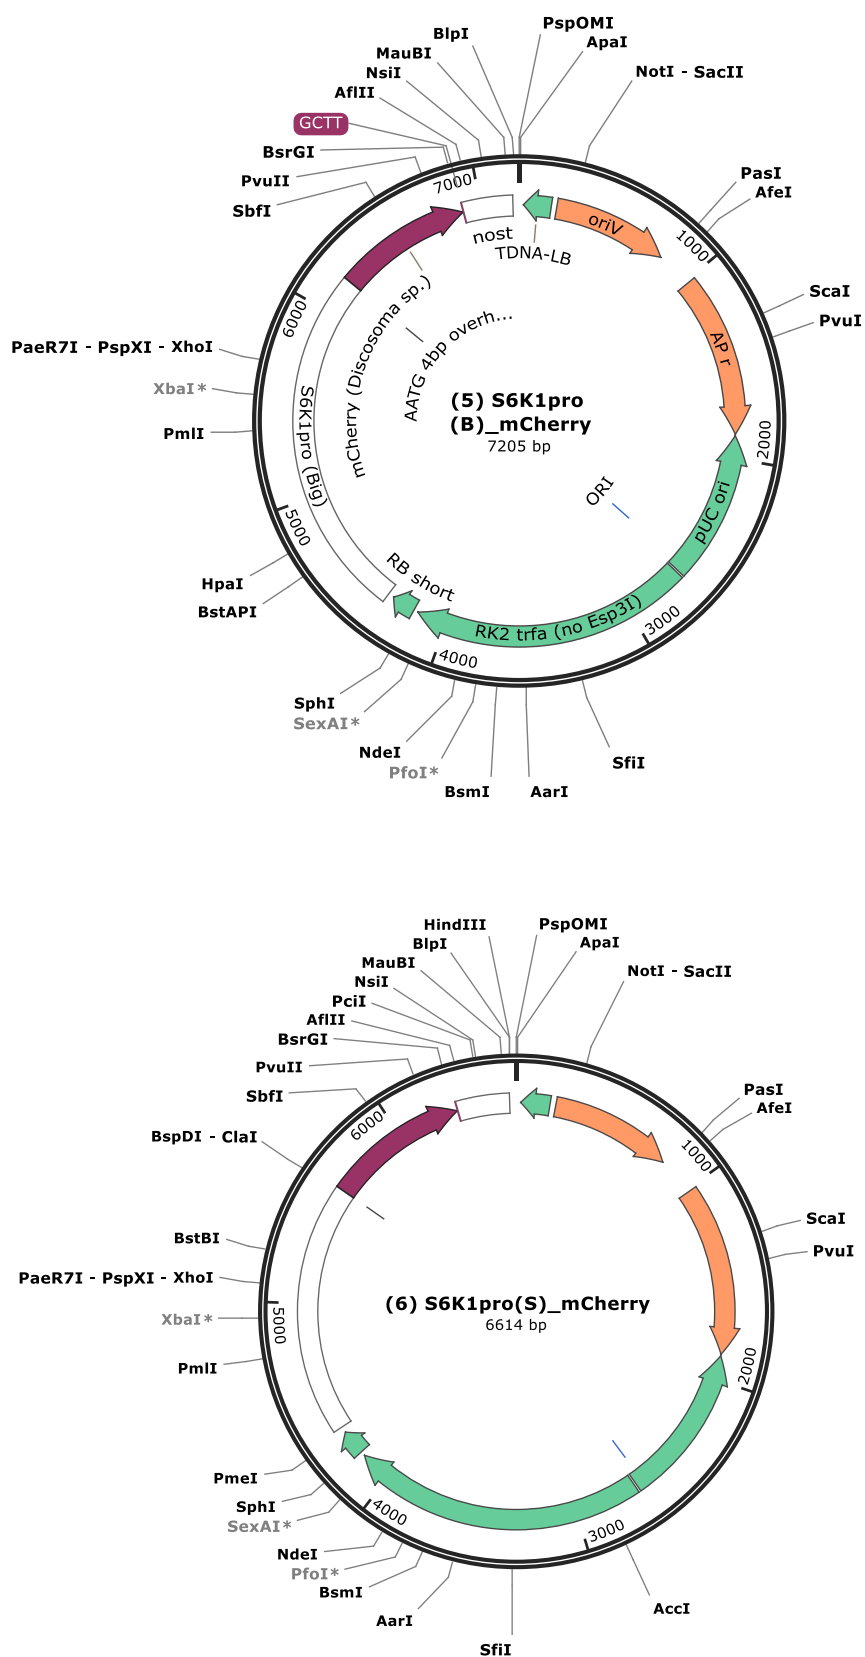 BlpI
PspOMI
MauBI
ApaI
NsiI
NotI - SacII
AflII
GCTT
BsrGI
PasI
PvuII
AfeI
SbfI
7000
nost
TDNA-LB
oriV
1000
ScaI
PvuI
6000
PaeR7I - PspXI - XhoI
XbaI*
PmlI
mCherry (Discosoma sp.)
AATG 4bp overh...
AP r
S6K1pro (Big)
(5) S6K1pro
(B)_mCherry
7205 bp
2000
ORI
pUC ori
5000
HpaI
BstAPI
RB short
RK2 trfa (no Esp3I)
3000
4000
SphI
SexAI*
NdeI
PfoI*
BsmI
AarI
SfiI
HindIII
PspOMI
BlpI
ApaI
MauBI
NotI - SacII
NsiI
PciI
AflII
BsrGI
PvuII
PasI
SbfI
AfeI
6000
1000
BspDI - ClaI
ScaI
BstBI
PvuI
PaeR7I - PspXI - XhoI
XbaI*
5000
PmlI
(6) S6K1pro(S)_mCherry
6614 bp
2000
PmeI
SphI
SexAI*
4000
3000
NdeI
PfoI*
BsmI
AarI
AccI
SfiI